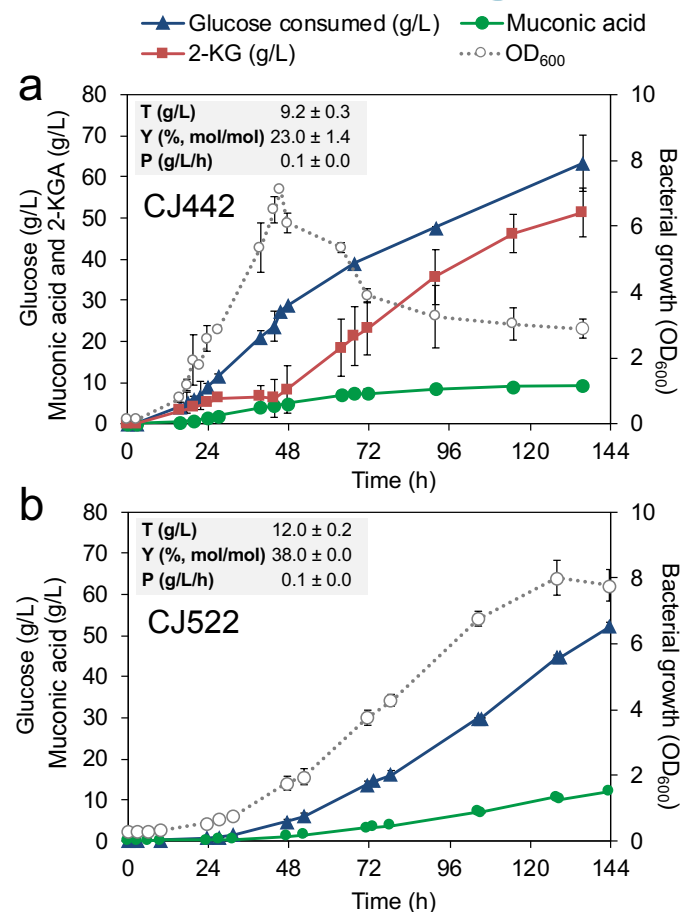 Glucose consumed (g/L) Muconic acid
2-KG (g/L) OD600
a
80 10
70
60 8
50 6
40
30 4
20 2
10
0 0
T (g/L) 9.2 ± 0.3
Y (%, mol/mol) 23.0 ± 1.4
P (g/L/h) 0.1 ± 0.0
CJ442
Glucose (g/L)
Muconic acid and 2-KGA (g/L)
Bacterial growth (OD600)
0 24 48 72 96 120 144
Time (h)
b
80 10
70
60 8
50 6
40
30 4
20 2
10
0 0
T (g/L) 12.0 ± 0.2
Y (%, mol/mol) 38.0 ± 0.0
P (g/L/h) 0.1 ± 0.0
CJ522
Glucose (g/L)
Muconic acid (g/L)
Bacterial growth (OD600)
0 24 48 72 96 120 144
Time (h)